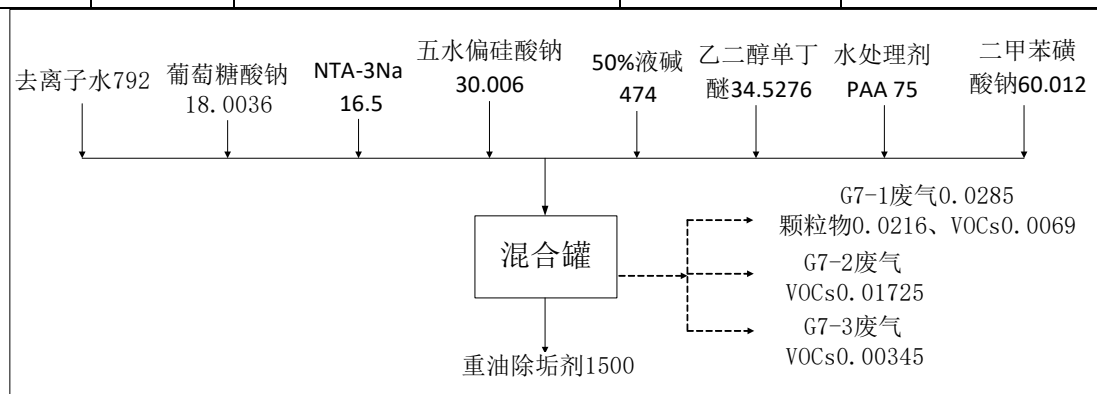 去离子水792
葡萄糖酸钠
18.0036
NTA-3Na
16.5
五水偏硅酸钠
30.006
50%液碱
474
乙二醇单丁
醚34.5276
水处理剂
PAA 75
二甲苯磺
酸钠60.012
混合罐
G7-1废气0.0285
颗粒物0.0216、VOCs0.0069
G7-2废气
VOCs0.01725
G7-3废气
VOCs0.00345
重油除垢剂1500